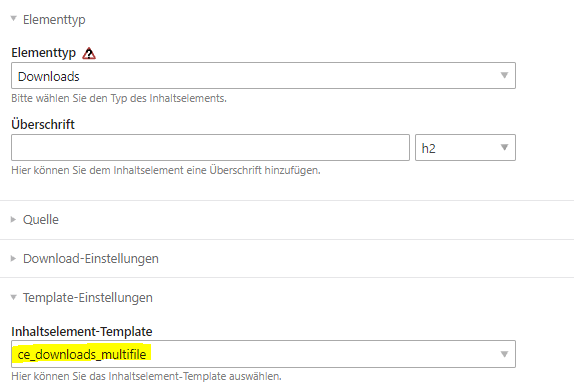 Elementtyp
Elementtyp
Downloads
Bitte wählen Sie den Typ des Inhaltselements.
Überschrift
h2
Hier können Sie dem Inhaltselement eine Überschrift hinzufügen.
Quelle
Download-Einstellungen
Template-Einstellungen
Inhaltselement-Template
ce_downloads_multifile
Hier können Sie das Inhaltselement-Template auswählen.